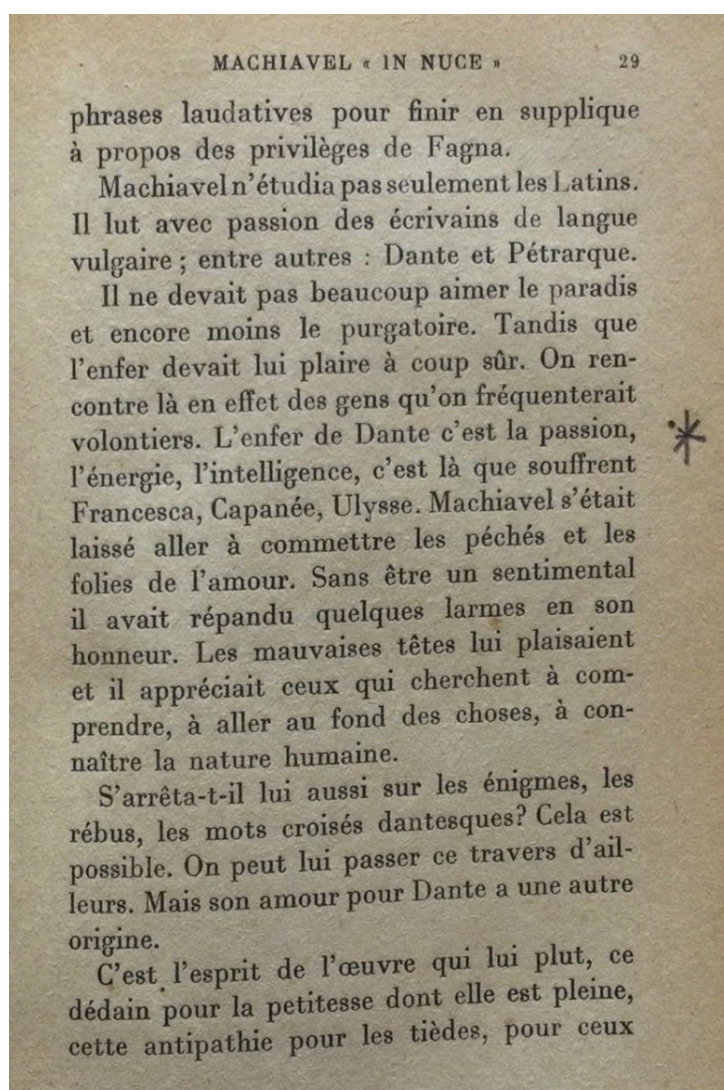 MACHIAVEL « IN NUCE » 29
phrases laudatives pour finir en supplique
à propos des privilèges de Fagna.
Machiavel n'étudia pas seulement les Latins.
Il lut avec passion des écrivains de langue
vulgaire ; entre autres : Dante et Pétrarque.
Il ne devait pas beaucoup aimer le paradis
et encore moins le purgatoire. Tandis que
l'enfer devait lui plaire à coup sûr. On ren-
contre là en effet des gens qu'on fréquenterait
volontiers. L'enfer de Dante c'est la passion,
l'énergie, l'intelligence, c'est là que souffrent
Francesca, Capanée, Ulysse. Machiavel s'était
laissé aller à commettre les péchés et les
folies de l'amour. Sans être un sentimental
il avait répandu quelques larmes en son
honneur. Les mauvaises têtes lui plaisaient
et il appréciait ceux qui cherchent à com-
prendre, à aller au fond des choses, à con-
naître la nature humaine.
S'arrêta-t-il lui aussi sur les énigmes, les
rébus, les mots croisés dantesques? Cela est
possible. On peut lui passer ce travers d'ail-
leurs. Mais son amour pour Dante a une autre
origine.
C'est l'esprit de l'œuvre qui lui plut, ce
dédain pour la petitesse dont elle est pleine,
cette antipathie pour les tièdes, pour ceux